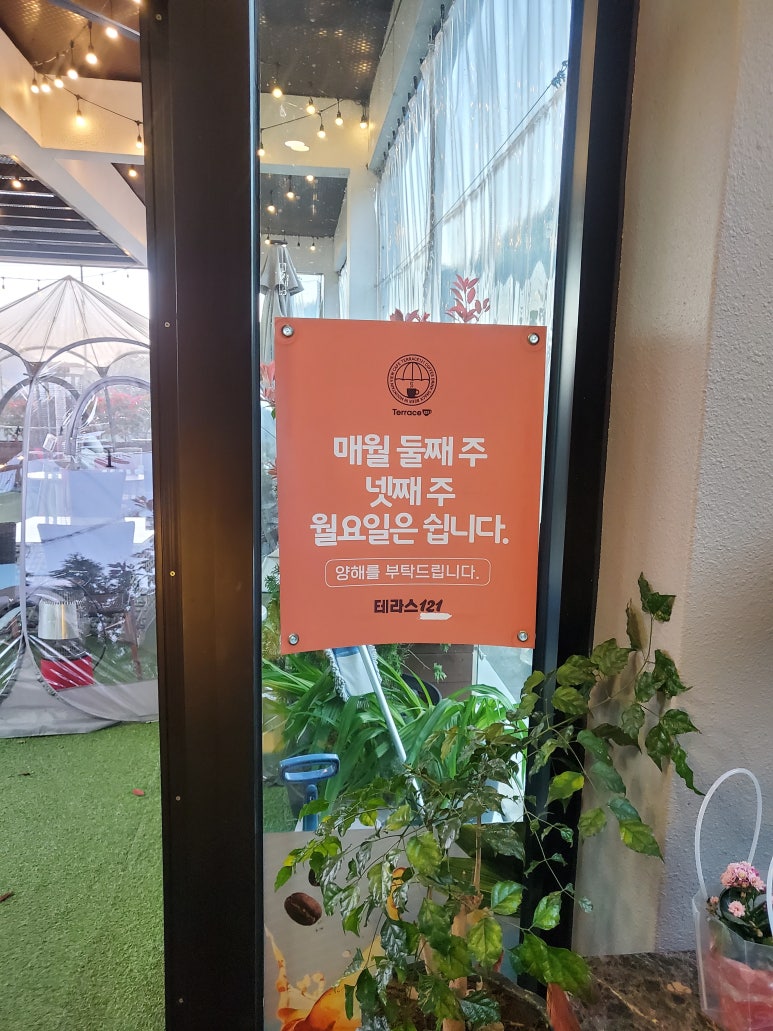 Terrace 121
매월 둘째 주
넷째 주
월요일은 쉽니다.
양해를 부탁드립니다.
테라스121